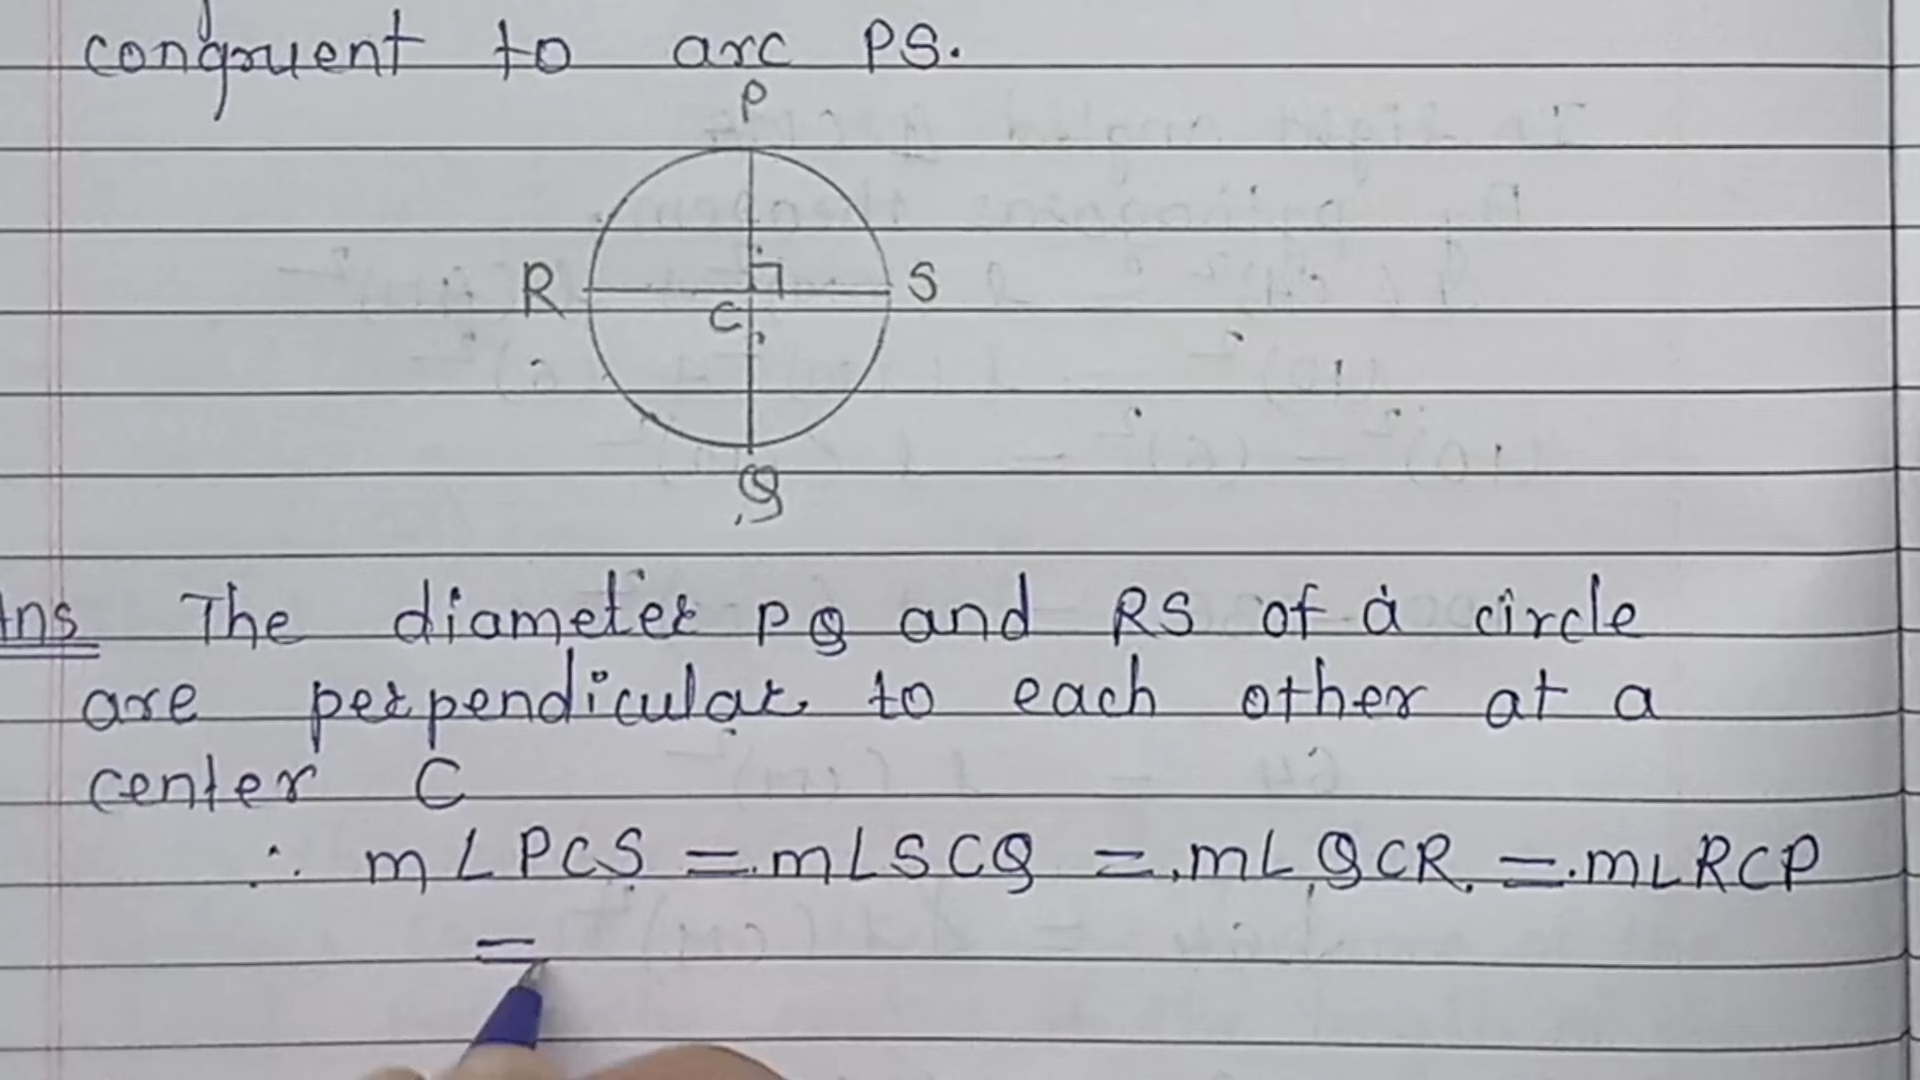 congruent to arc PS.
P
R
S
C
Q
Ans The diameter PQ and RS of a circle
are perpendicular to each other at a
center C
∴ m∠PCS = m∠SCQ = m∠QCR = m∠RCP
=